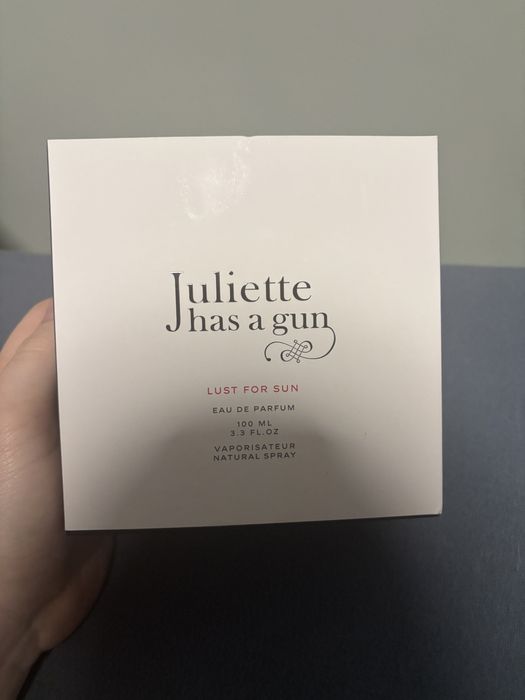 Juliette
has a gun
LUST FOR SUN
EAU DE PARFUM
100 ML
3.3 FL.OZ
VAPORISATEUR
NATURAL SPRAY